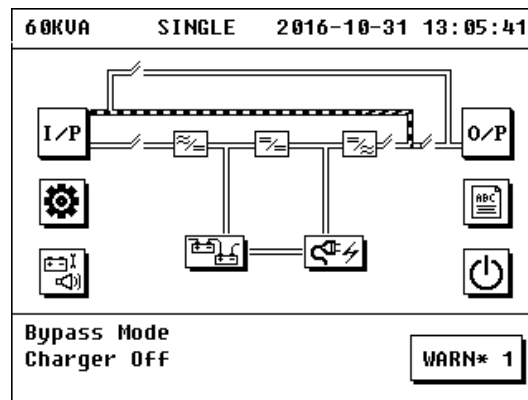 60KVA SINGLE 2016-10-31 13:05:41
I/P
O/P
ABC
Bypass Mode
Charger Off
WARN* 1